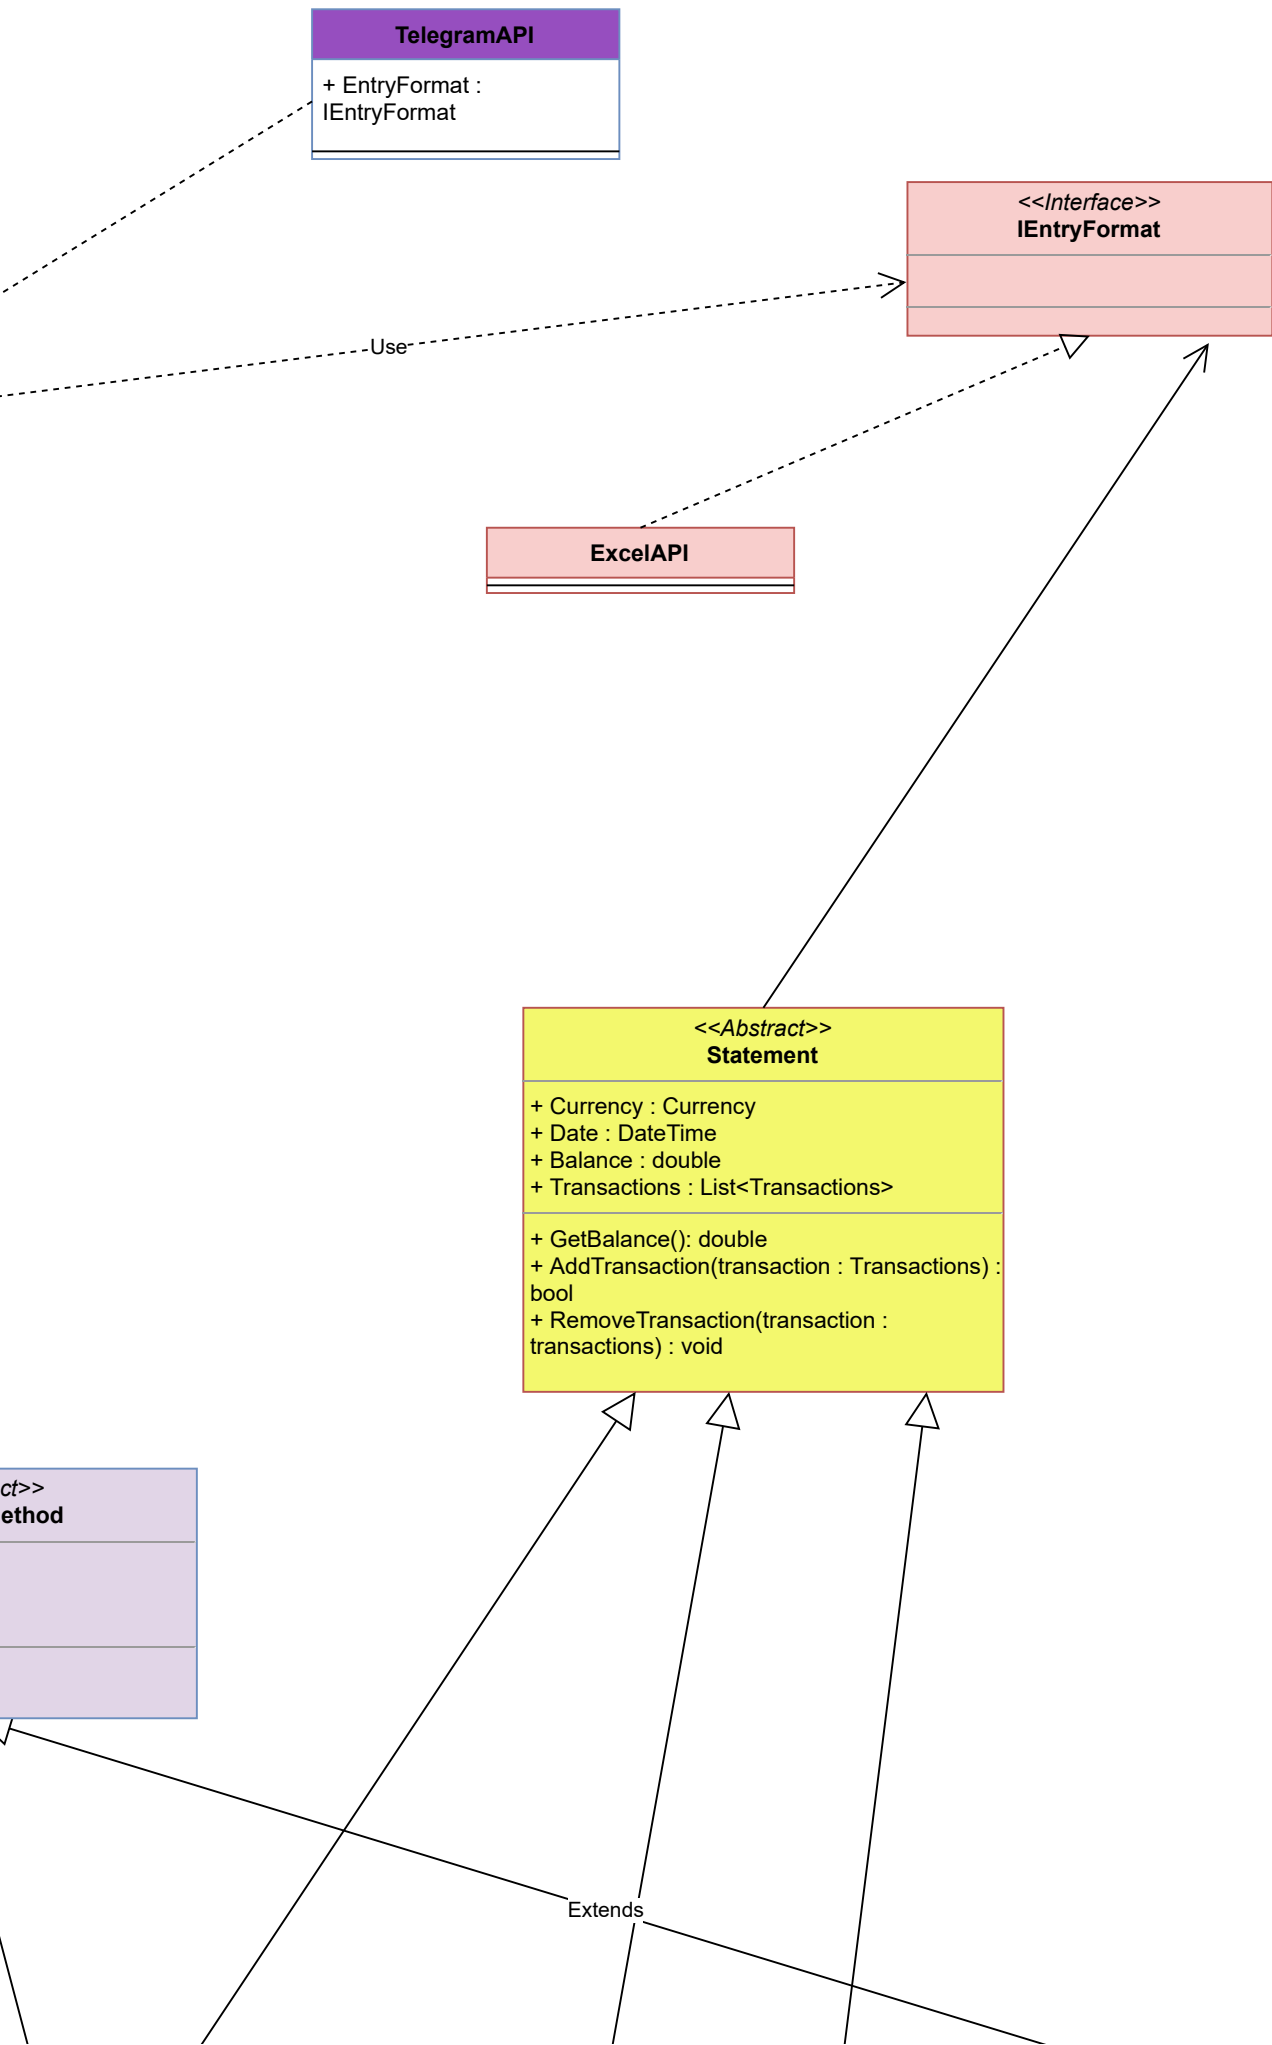 TelegramAPI
+ EntryFormat :
IEntryFormat
<<Interface>>
IEntryFormat
Use
ExcelAPI
<<Abstract>>
Statement
+ Currency : Currency
+ Date : DateTime
+ Balance : double
+ Transactions : List<Transactions>
+ GetBalance(): double
+ AddTransaction(transaction : Transactions) :
bool
+ RemoveTransaction(transaction :
transactions) : void
ct>>
ethod
Extends